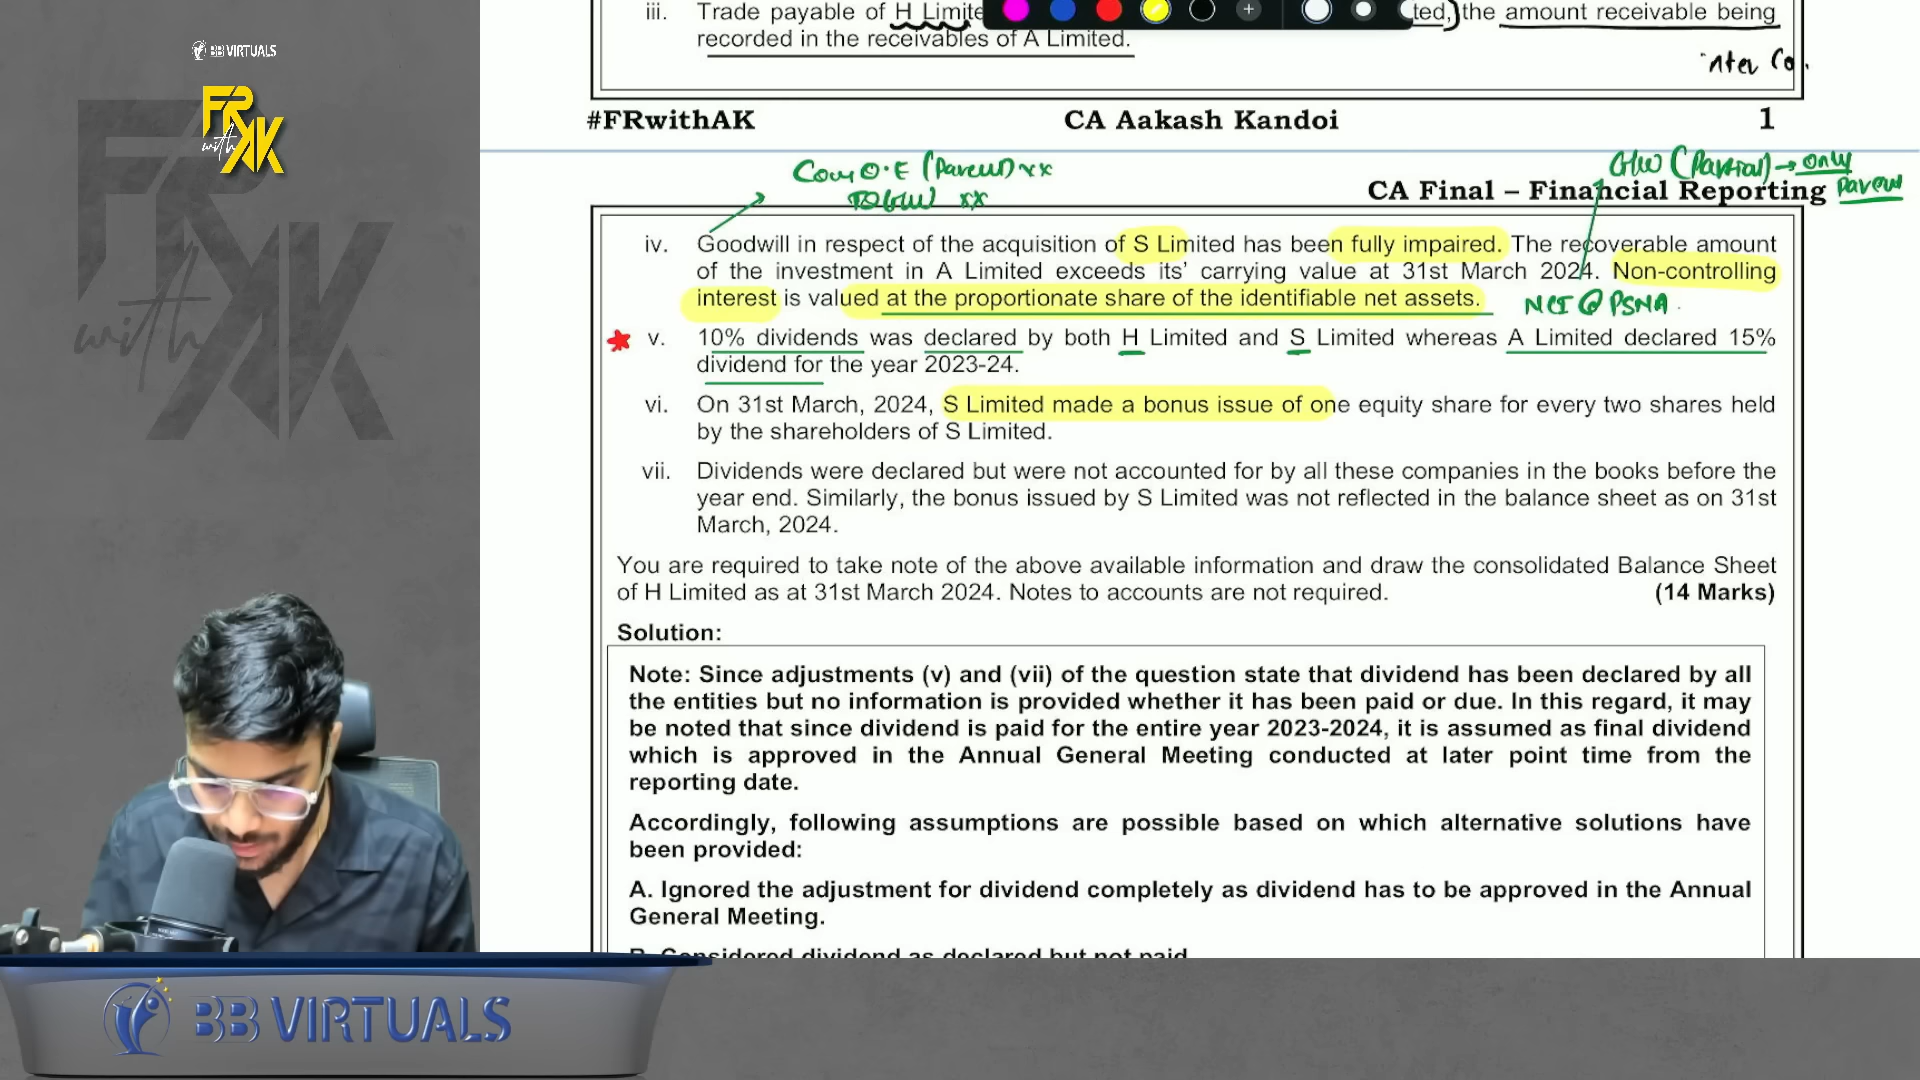 iii. Trade payable of H Limite ted, the amount receivable being
recorded in the receivables of A Limited.
nter Co.
BB VIRTUALS
FR
with
AK
#FRwithAK CA Aakash Kandoi 1
O.E (Parent) xx
TO GW xx
GW (Partial) → only
Parent
CA Final – Financial Reporting
iv. Goodwill in respect of the acquisition of S Limited has been fully impaired. The recoverable amount
of the investment in A Limited exceeds its' carrying value at 31st March 2024. Non-controlling
interest is valued at the proportionate share of the identifiable net assets.
NCI @ PSNA
v. 10% dividends was declared by both H Limited and S Limited whereas A Limited declared 15%
dividend for the year 2023-24.
vi. On 31st March, 2024, S Limited made a bonus issue of one equity share for every two shares held
by the shareholders of S Limited.
vii. Dividends were declared but were not accounted for by all these companies in the books before the
year end. Similarly, the bonus issued by S Limited was not reflected in the balance sheet as on 31st
March, 2024.
You are required to take note of the above available information and draw the consolidated Balance Sheet
of H Limited as at 31st March 2024. Notes to accounts are not required. (14 Marks)
Solution:
Note: Since adjustments (v) and (vii) of the question state that dividend has been declared by all
the entities but no information is provided whether it has been paid or due. In this regard, it may
be noted that since dividend is paid for the entire year 2023-2024, it is assumed as final dividend
which is approved in the Annual General Meeting conducted at later point time from the
reporting date.
Accordingly, following assumptions are possible based on which alternative solutions have
been provided:
A. Ignored the adjustment for dividend completely as dividend has to be approved in the Annual
General Meeting.
B. Considered dividend as declared but not paid
BB VIRTUALS